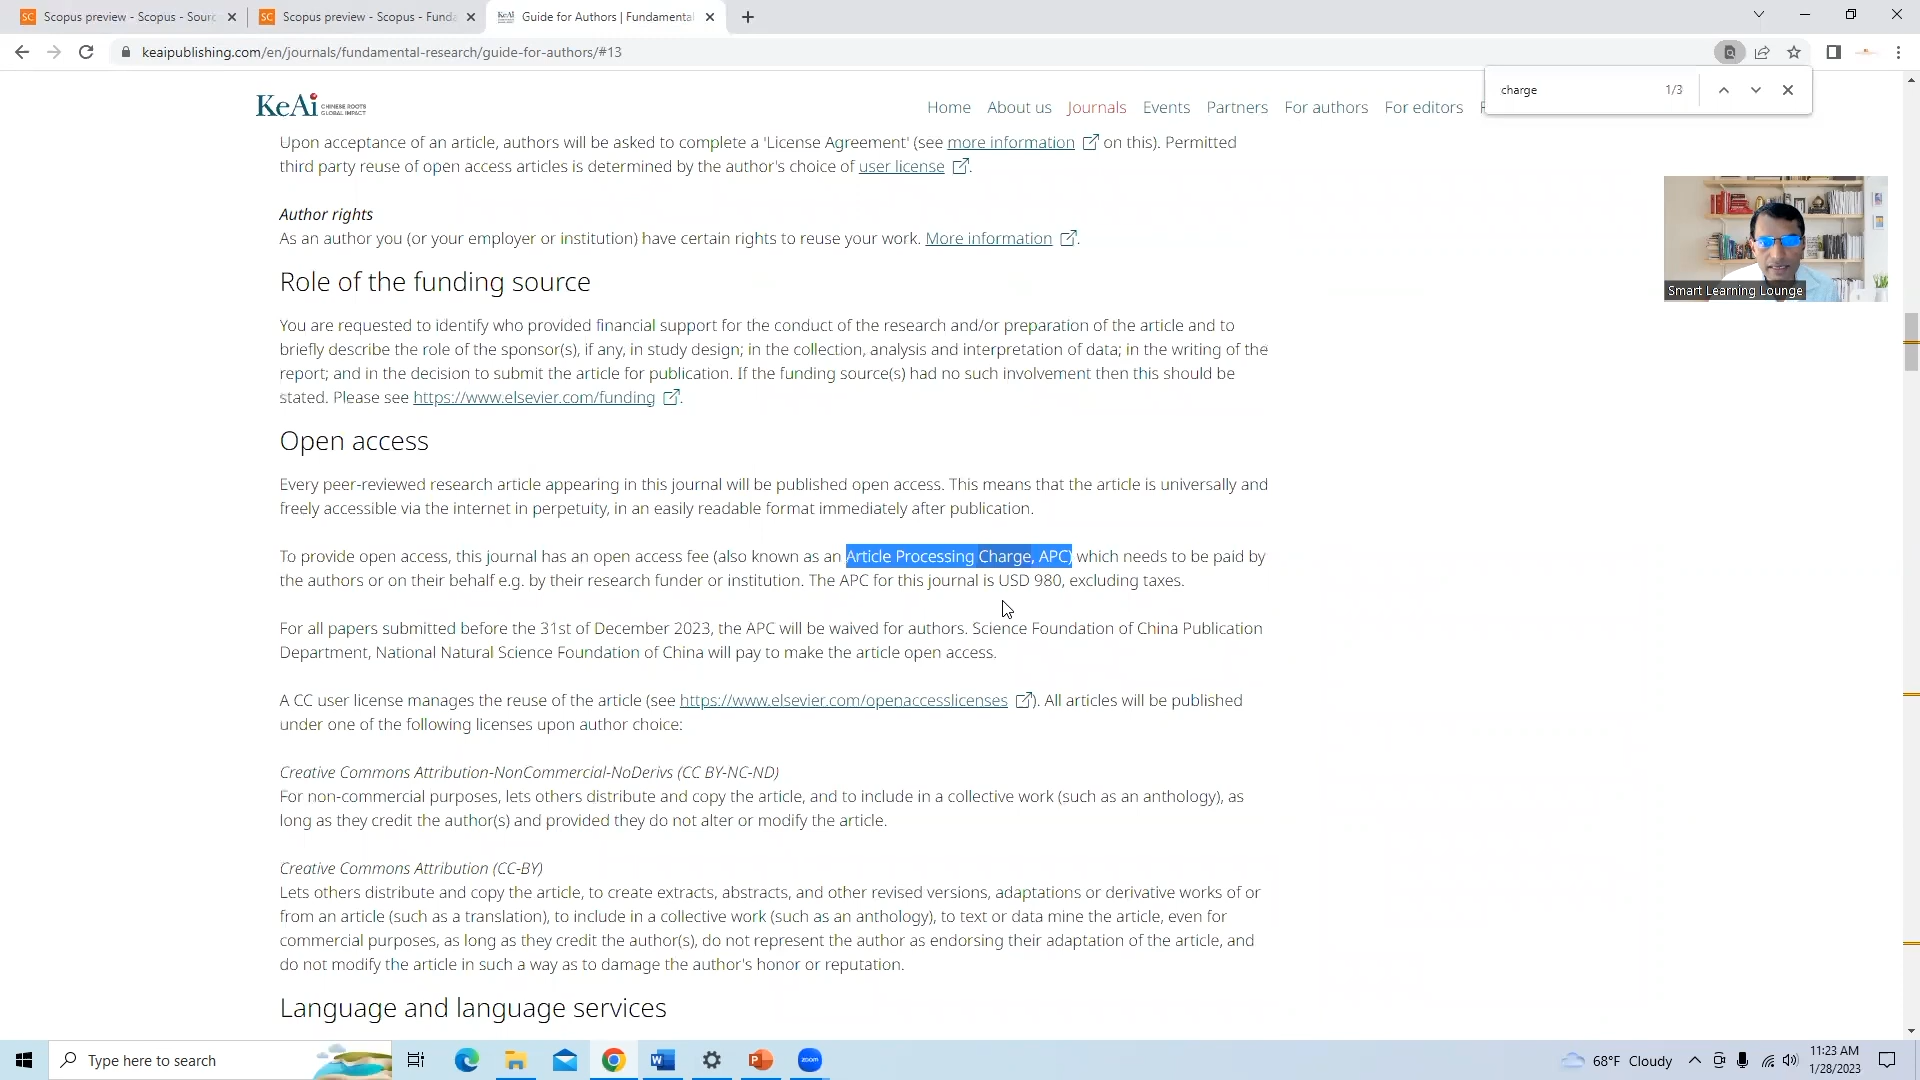 Scopus preview - Scopus - Sourc
Scopus preview - Scopus - Funda
Guide for Authors | Fundamental
keaipublishing.com/en/journals/fundamental-research/guide-for-authors/#13
charge
1/3
KeAi CHINESE ROOTS
GLOBAL IMPACT
Home About us Journals Events Partners For authors For editors
Upon acceptance of an article, authors will be asked to complete a 'License Agreement' (see more information on this). Permitted
third party reuse of open access articles is determined by the author's choice of user license.
Author rights
As an author you (or your employer or institution) have certain rights to reuse your work. More information.
Smart Learning Lounge
Role of the funding source
You are requested to identify who provided financial support for the conduct of the research and/or preparation of the article and to
briefly describe the role of the sponsor(s), if any, in study design; in the collection, analysis and interpretation of data; in the writing of the
report; and in the decision to submit the article for publication. If the funding source(s) had no such involvement then this should be
stated. Please see https://www.elsevier.com/funding.
Open access
Every peer-reviewed research article appearing in this journal will be published open access. This means that the article is universally and
freely accessible via the internet in perpetuity, in an easily readable format immediately after publication.
To provide open access, this journal has an open access fee (also known as an Article Processing Charge, APC) which needs to be paid by
the authors or on their behalf e.g. by their research funder or institution. The APC for this journal is USD 980, excluding taxes.
For all papers submitted before the 31st of December 2023, the APC will be waived for authors. Science Foundation of China Publication
Department, National Natural Science Foundation of China will pay to make the article open access.
A CC user license manages the reuse of the article (see https://www.elsevier.com/openaccesslicenses). All articles will be published
under one of the following licenses upon author choice:
Creative Commons Attribution-NonCommercial-NoDerivs (CC BY-NC-ND)
For non-commercial purposes, lets others distribute and copy the article, and to include in a collective work (such as an anthology), as
long as they credit the author(s) and provided they do not alter or modify the article.
Creative Commons Attribution (CC-BY)
Lets others distribute and copy the article, to create extracts, abstracts, and other revised versions, adaptations or derivative works of or
from an article (such as a translation), to include in a collective work (such as an anthology), to text or data mine the article, even for
commercial purposes, as long as they credit the author(s), do not represent the author as endorsing their adaptation of the article, and
do not modify the article in such a way as to damage the author's honor or reputation.
Language and language services
Type here to search
zoom
68°F Cloudy
11:23 AM
1/28/2023